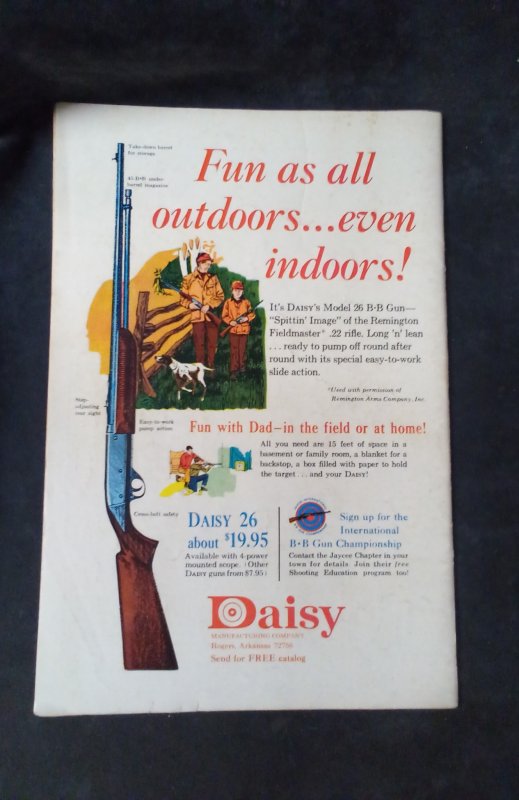 Take-down barrel
for storage
45-B•B under-
barrel magazine
Fun as all
outdoors...even
indoors!
It's DAISY'S Model 26 B•B Gun—
"Spittin' Image" of the Remington
Fieldmaster* .22 rifle. Long 'n' lean
. . . ready to pump off round after
round with its special easy-to-work
slide action.
*Used with permission of
Remington Arms Company, Inc.
Step-
adjusting
rear sight
Easy-to-work
pump action
Fun with Dad—in the field or at home!
All you need are 15 feet of space in a
basement or family room, a blanket for a
backstop, a box filled with paper to hold
the target . . . and your DAISY!
Cross-bolt safety
DAISY 26
about $19.95
Available with 4-power
mounted scope. (Other
DAISY guns from $7.95)
Sign up for the
International
B•B Gun Championship
Contact the Jaycee Chapter in your
town for details. Join their free
Shooting Education program too!
Daisy
MANUFACTURING COMPANY
Rogers, Arkansas 72756
Send for FREE catalog